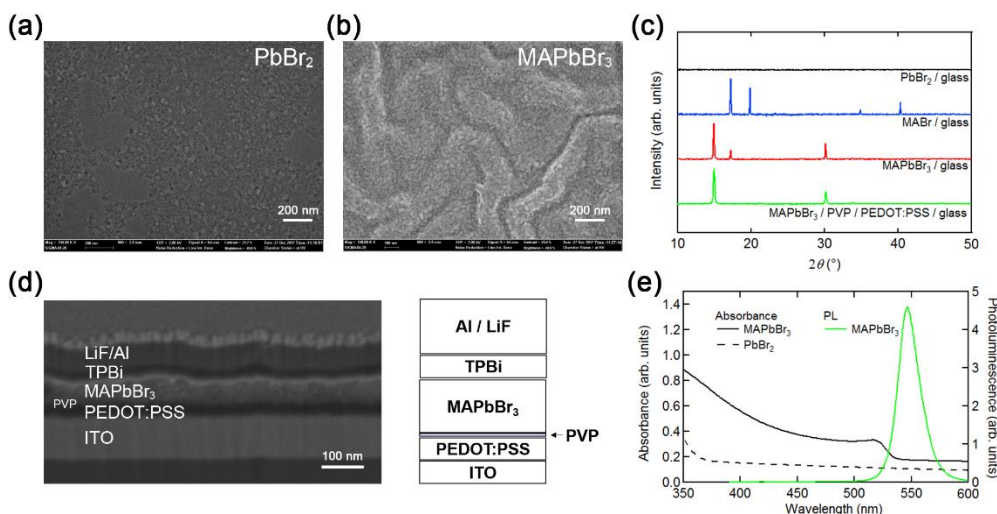 (a)
PbBr₂
200 nm
(b)
MAPbBr₃
200 nm
(c)
Intensity (arb. units)
PbBr₂ / glass
MABr / glass
MAPbBr₃ / glass
MAPbBr₃ / PVP / PEDOT:PSS / glass
10 20 30 40 50
2θ (°)
(d)
LiF/Al
TPBi
MAPbBr₃
PVP
PEDOT:PSS
ITO
100 nm
Al / LiF
TPBi
MAPbBr₃
PVP
PEDOT:PSS
ITO
(e)
Absorbance (arb. units)
1.4
1.2
1.0
0.8
0.6
0.4
0.2
0.0
Absorbance
MAPbBr₃
PbBr₂
PL
MAPbBr₃
5
4
3
2
1
0
Photoluminescence (arb. units)
350 400 450 500 550 600
Wavelength (nm)